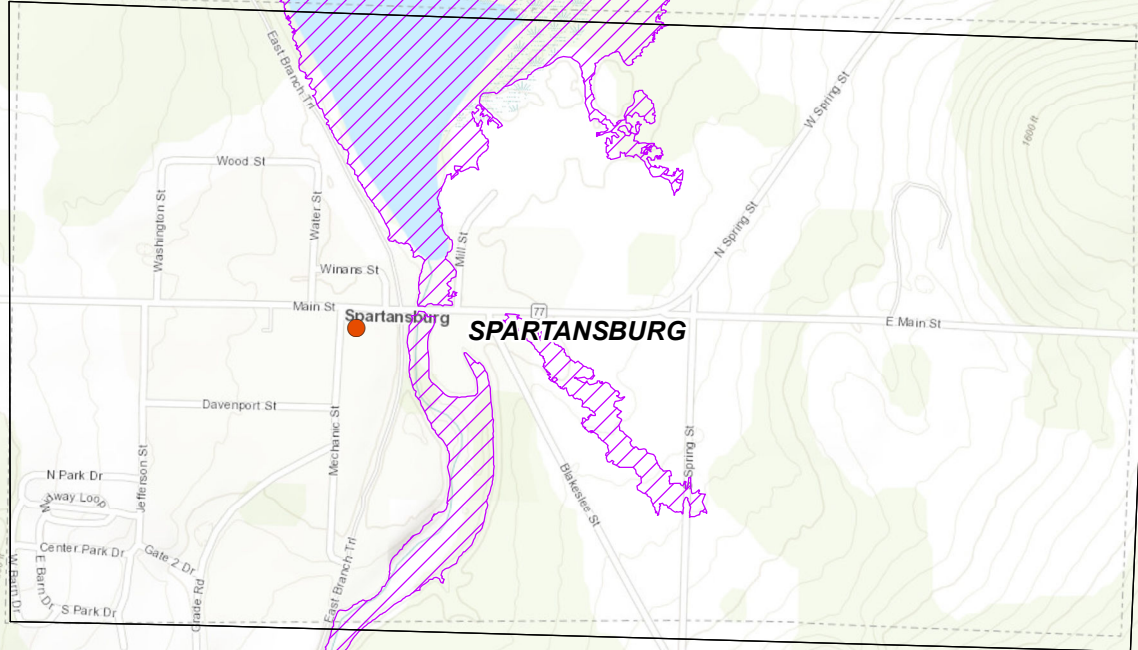 East Branch Trl
W Spring St
1600 ft
Wood St
Washington St
Water St
Mill St
N Spring St
Winans St
Main St
77
Spartansburg
SPARTANSBURG
E Main St
Davenport St
Mechanic St
Jefferson St
S Spring St
Blakeslee St
N Park Dr
Away Loop
M
Center Park Dr
Gate 2 Dr
W Barn Dr
E Barn Dr
S Park Dr
Grade Rd
East Branch Trl